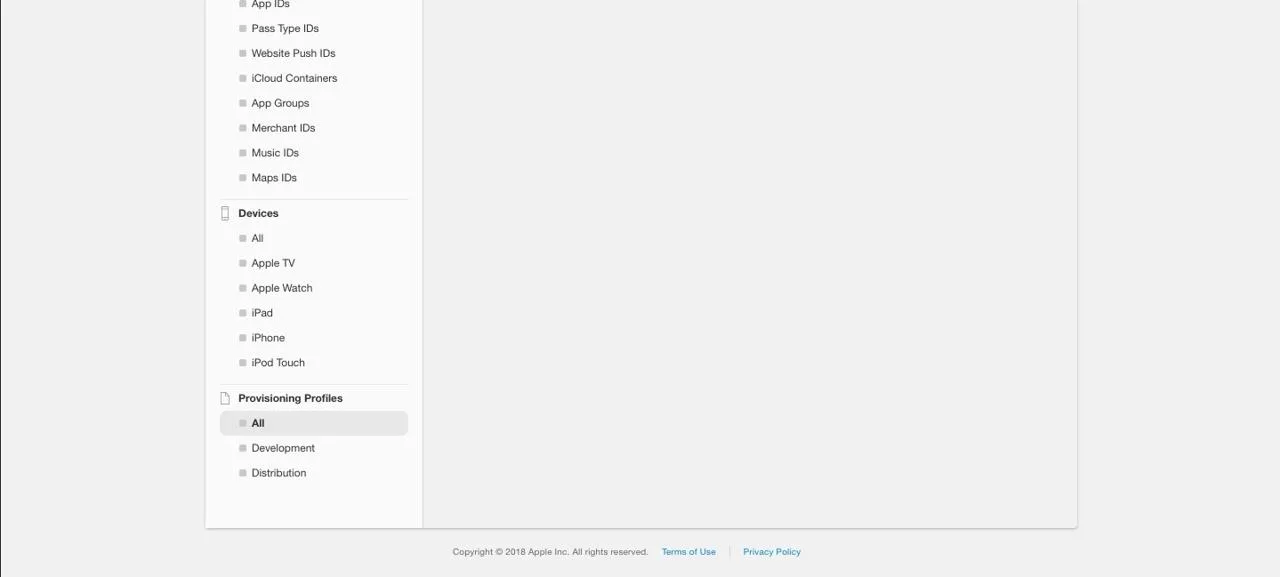 App IDs
Pass Type IDs
Website Push IDs
iCloud Containers
App Groups
Merchant IDs
Music IDs
Maps IDs
Devices
All
Apple TV
Apple Watch
iPad
iPhone
iPod Touch
Provisioning Profiles
All
Development
Distribution
Copyright © 2018 Apple Inc. All rights reserved. Terms of Use Privacy Policy